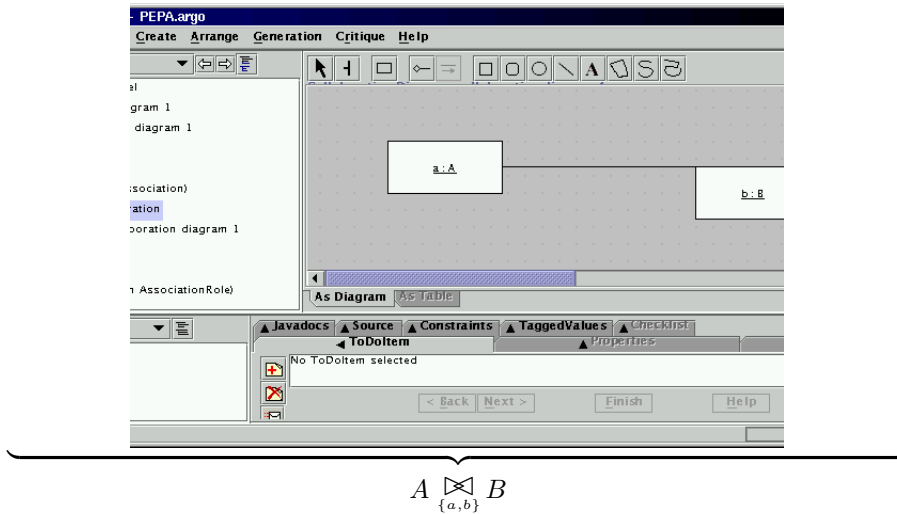 - PEPA.argo
Create Arrange Generation Critique Help
el
gram 1
diagram 1
ssociation)
ration
boration diagram 1
n AssociationRole)
a : A
b : B
As Diagram As Table
Javadocs Source Constraints TaggedValues Checklist
ToDoItem Properties
No ToDoItem selected
< Back Next > Finish Help
A ⋈ B
{a,b}